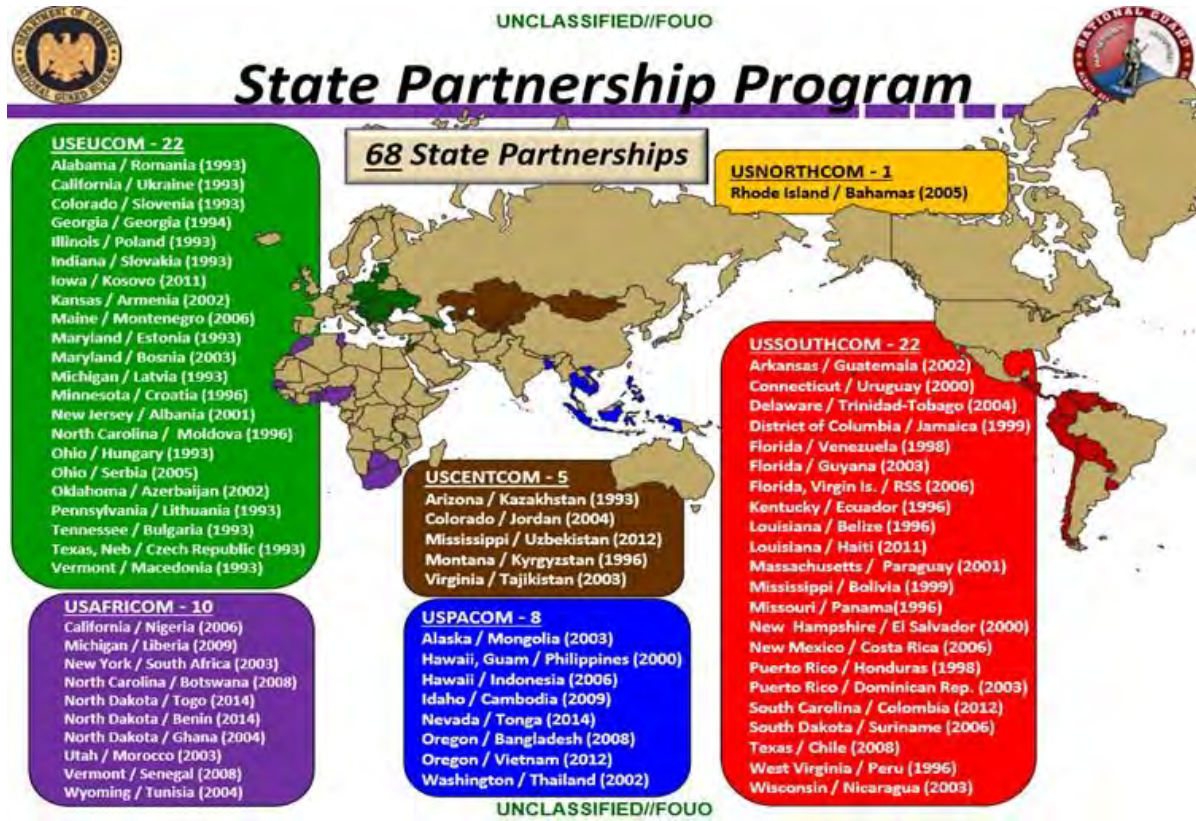 UNCLASSIFIED//FOUO
State Partnership Program
68 State Partnerships
USEUCOM - 22
Alabama / Romania (1993)
California / Ukraine (1993)
Colorado / Slovenia (1993)
Georgia / Georgia (1994)
Illinois / Poland (1993)
Indiana / Slovakia (1993)
Iowa / Kosovo (2011)
Kansas / Armenia (2002)
Maine / Montenegro (2006)
Maryland / Estonia (1993)
Maryland / Bosnia (2003)
Michigan / Latvia (1993)
Minnesota / Croatia (1996)
New Jersey / Albania (2001)
North Carolina /  Moldova (1996)
Ohio / Hungary (1993)
Ohio / Serbia (2005)
Oklahoma / Azerbaijan (2002)
Pennsylvania / Lithuania (1993)
Tennessee / Bulgaria (1993)
Texas, Neb / Czech Republic (1993)
Vermont / Macedonia (1993)
USAFRICOM - 10
California / Nigeria (2006)
Michigan / Liberia (2009)
New York / South Africa (2003)
North Carolina / Botswana (2008)
North Dakota / Togo (2014)
North Dakota / Benin (2014)
North Dakota / Ghana (2004)
Utah / Morocco (2003)
Vermont / Senegal (2008)
Wyoming / Tunisia (2004)
USCENTCOM - 5
Arizona / Kazakhstan (1993)
Colorado / Jordan (2004)
Mississippi / Uzbekistan (2012)
Montana / Kyrgyzstan (1996)
Virginia / Tajikistan (2003)
USPACOM - 8
Alaska / Mongolia (2003)
Hawaii, Guam / Philippines (2000)
Hawaii / Indonesia (2006)
Idaho / Cambodia (2009)
Nevada / Tonga (2014)
Oregon / Bangladesh (2008)
Oregon / Vietnam (2012)
Washington / Thailand (2002)
USNORTHCOM - 1
Rhode Island / Bahamas (2005)
USSOUTHCOM - 22
Arkansas / Guatemala (2002)
Connecticut / Uruguay (2000)
Delaware / Trinidad-Tobago (2004)
District of Columbia / Jamaica (1999)
Florida / Venezuela (1998)
Florida / Guyana (2003)
Florida, Virgin Is. / RSS (2006)
Kentucky / Ecuador (1996)
Louisiana / Belize (1996)
Louisiana / Haiti (2011)
Massachusetts /  Paraguay (2001)
Mississippi / Bolivia (1999)
Missouri / Panama(1996)
New  Hampshire / El Salvador (2000)
New Mexico / Costa Rica (2006)
Puerto Rico / Honduras (1998)
Puerto Rico / Dominican Rep. (2003)
South Carolina / Colombia (2012)
South Dakota / Suriname (2006)
Texas / Chile (2008)
West Virginia / Peru (1996)
Wisconsin / Nicaragua (2003)
UNCLASSIFIED//FOUO